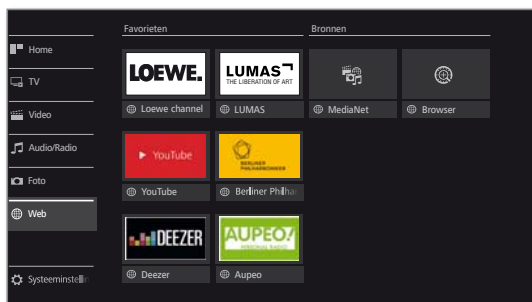 Favorieten
Bronnen
Home
TV
Video
Audio/Radio
Foto
Web
Systeeminstellin
LOEWE.
LUMAS
THE LIBERATION OF ART
Loewe channel
LUMAS
MediaNet
Browser
YouTube
BERLINER
PHILHARMONIKER
YouTube
Berliner Philhar
DEEZER
AUPEO!
PERSONAL RADIO
Deezer
Aupeo